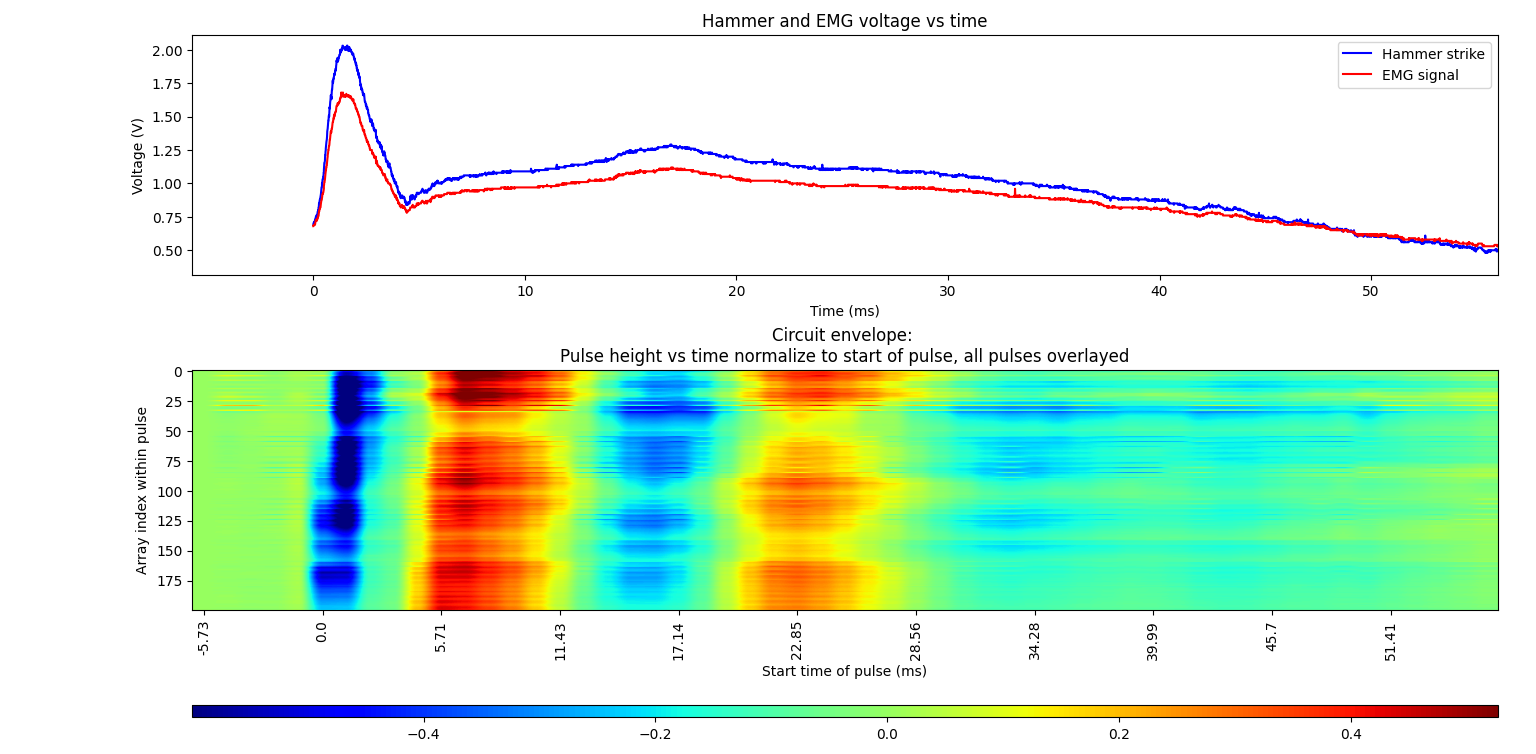 Hammer and EMG voltage vs time
Voltage (V)
2.00
1.75
1.50
1.25
1.00
0.75
0.50
Hammer strike
EMG signal
0 10 20 30 40 50
Time (ms)
Circuit envelope:
Pulse height vs time normalize to start of pulse, all pulses overlayed
Array index within pulse
0
25
50
75
100
125
150
175
-5.73 0.0 5.71 11.43 17.14 22.85 28.56 34.28 39.99 45.7 51.41
Start time of pulse (ms)
−0.4 −0.2 0.0 0.2 0.4